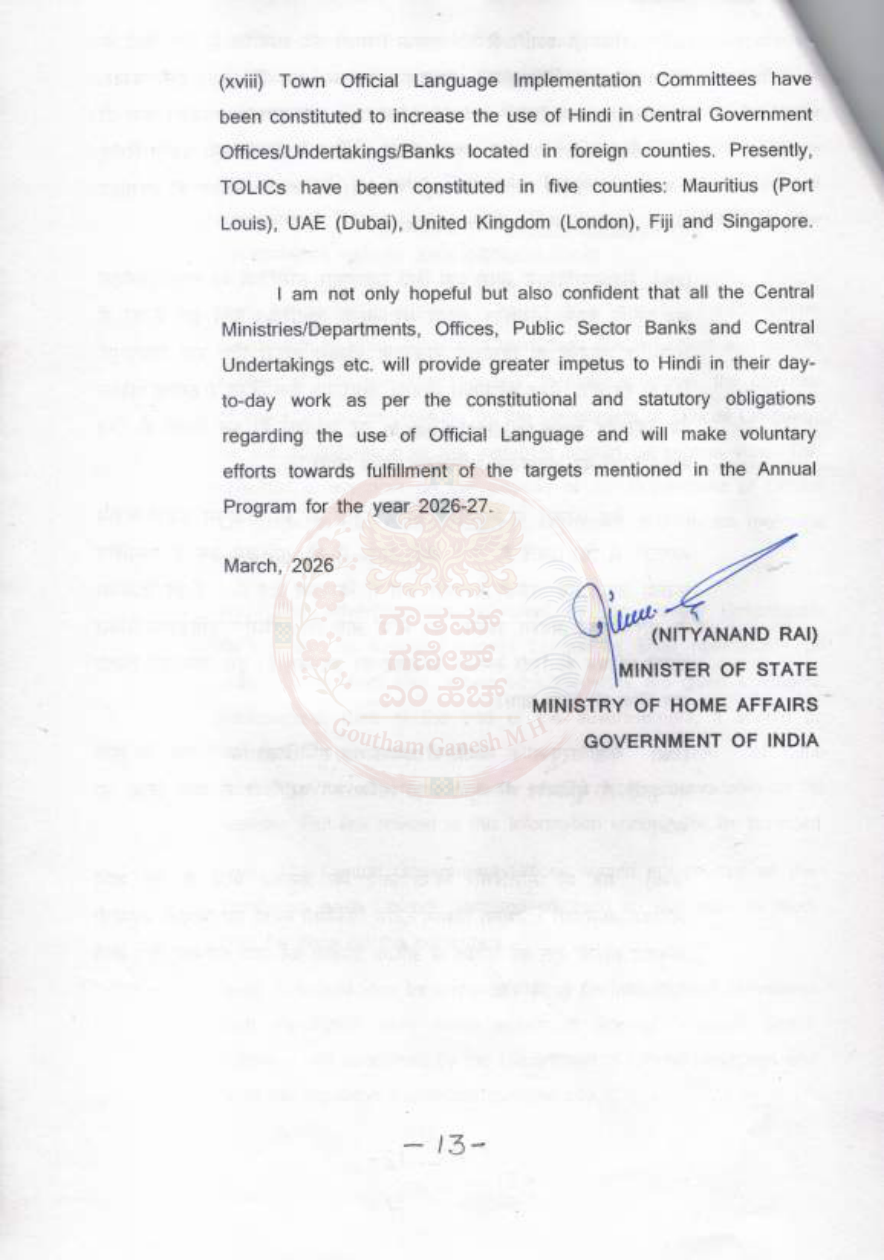 (xviii) Town Official Language Implementation Committees have
been constituted to increase the use of Hindi in Central Government
Offices/Undertakings/Banks located in foreign counties. Presently,
TOLICs have been constituted in five counties: Mauritius (Port
Louis), UAE (Dubai), United Kingdom (London), Fiji and Singapore.
I am not only hopeful but also confident that all the Central
Ministries/Departments, Offices, Public Sector Banks and Central
Undertakings etc. will provide greater impetus to Hindi in their day-
to-day work as per the constitutional and statutory obligations
regarding the use of Official Language and will make voluntary
efforts towards fulfillment of the targets mentioned in the Annual
Program for the year 2026-27.
March, 2026
(NITYANAND RAI)
MINISTER OF STATE
MINISTRY OF HOME AFFAIRS
GOVERNMENT OF INDIA
ಗೌತಮ್
ಗಣೇಶ್
ಎಂ ಹೆಚ್
Goutham Ganesh M H
- 13 -